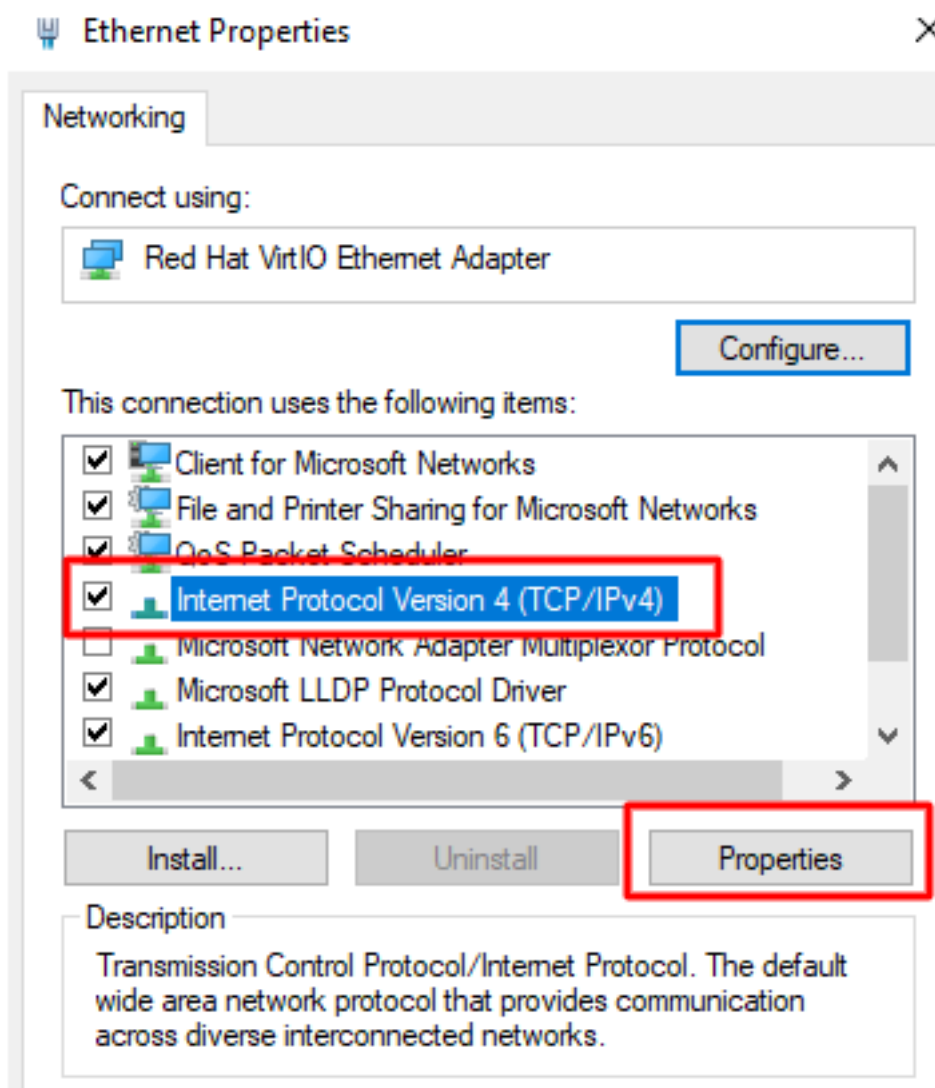 Ethernet Properties
Networking
Connect using:
Red Hat VirtIO Ethernet Adapter
Configure...
This connection uses the following items:
Client for Microsoft Networks
File and Printer Sharing for Microsoft Networks
QoS Packet Scheduler
Internet Protocol Version 4 (TCP/IPv4)
Microsoft Network Adapter Multiplexor Protocol
Microsoft LLDP Protocol Driver
Internet Protocol Version 6 (TCP/IPv6)
Install...
Uninstall
Properties
Description
Transmission Control Protocol/Internet Protocol. The default
wide area network protocol that provides communication
across diverse interconnected networks.